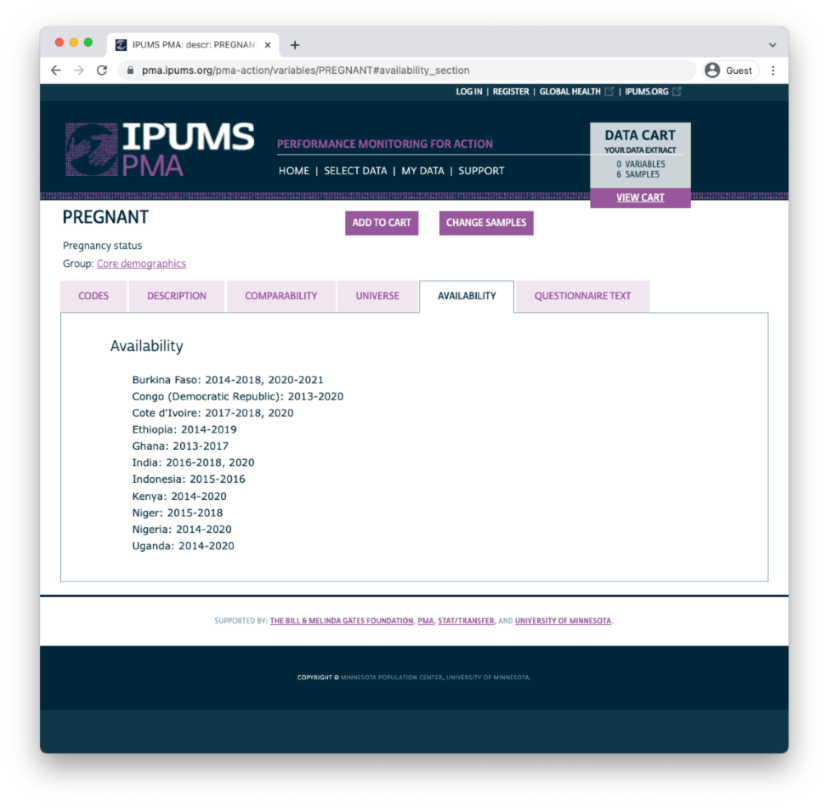 IPUMS PMA: descr: PREGNANT
pma.ipums.org/pma-action/variables/PREGNANT#availability_section
Guest
LOG IN | REGISTER | GLOBAL HEALTH | IPUMS.ORG
IPUMS
PMA
PERFORMANCE MONITORING FOR ACTION
HOME | SELECT DATA | MY DATA | SUPPORT
DATA CART
YOUR DATA EXTRACT
0 VARIABLES
6 SAMPLES
VIEW CART
PREGNANT
ADD TO CART
CHANGE SAMPLES
Pregnancy status
Group: Core demographics
CODES
DESCRIPTION
COMPARABILITY
UNIVERSE
AVAILABILITY
QUESTIONNAIRE TEXT
Availability
Burkina Faso: 2014-2018, 2020-2021
Congo (Democratic Republic): 2013-2020
Cote d'Ivoire: 2017-2018, 2020
Ethiopia: 2014-2019
Ghana: 2013-2017
India: 2016-2018, 2020
Indonesia: 2015-2016
Kenya: 2014-2020
Niger: 2015-2018
Nigeria: 2014-2020
Uganda: 2014-2020
SUPPORTED BY: THE BILL & MELINDA GATES FOUNDATION, PMA, STAT/TRANSFER, AND UNIVERSITY OF MINNESOTA.
COPYRIGHT © MINNESOTA POPULATION CENTER, UNIVERSITY OF MINNESOTA.